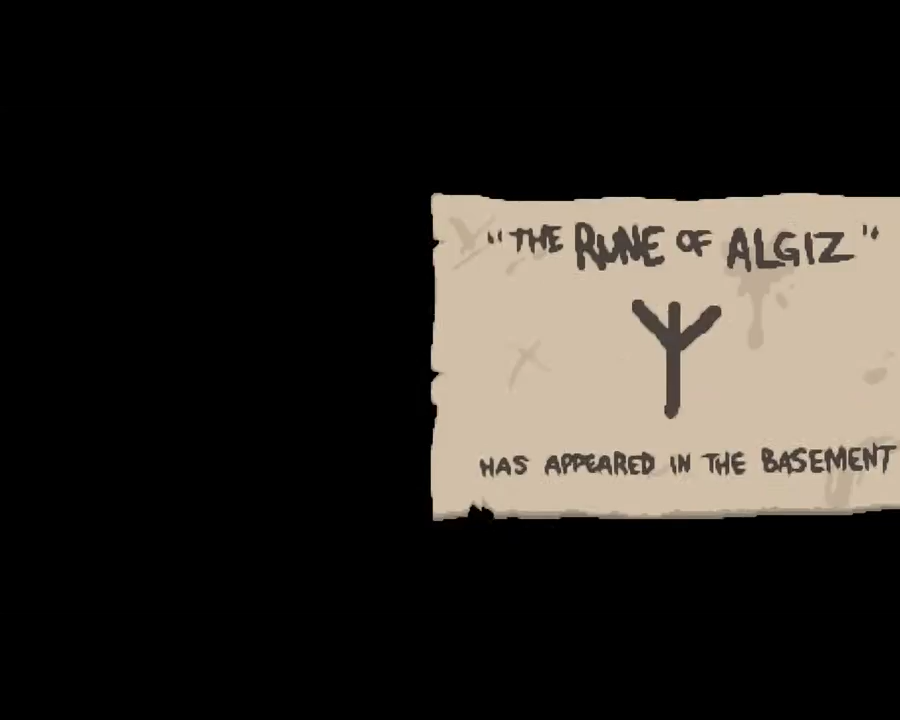 "THE RUNE OF ALGIZ"
HAS APPEARED IN THE BASEMENT